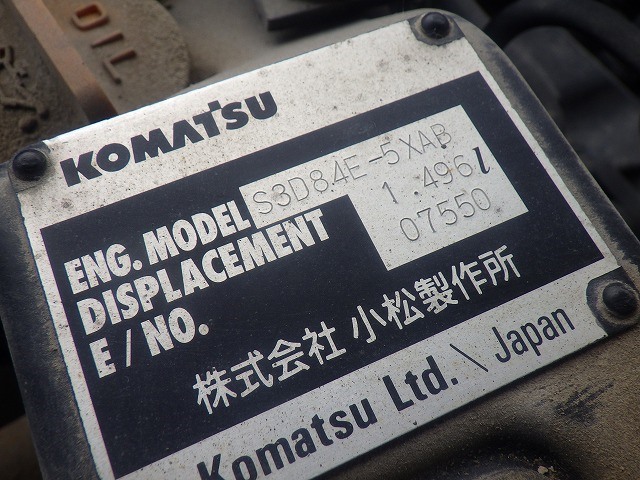 OIL
KOMATSU
ENG. MODEL S3D84E-5XAB
DISPLACEMENT 1.496ℓ
E/NO. 07550
株式会社 小松製作所
Komatsu Ltd. \ Japan